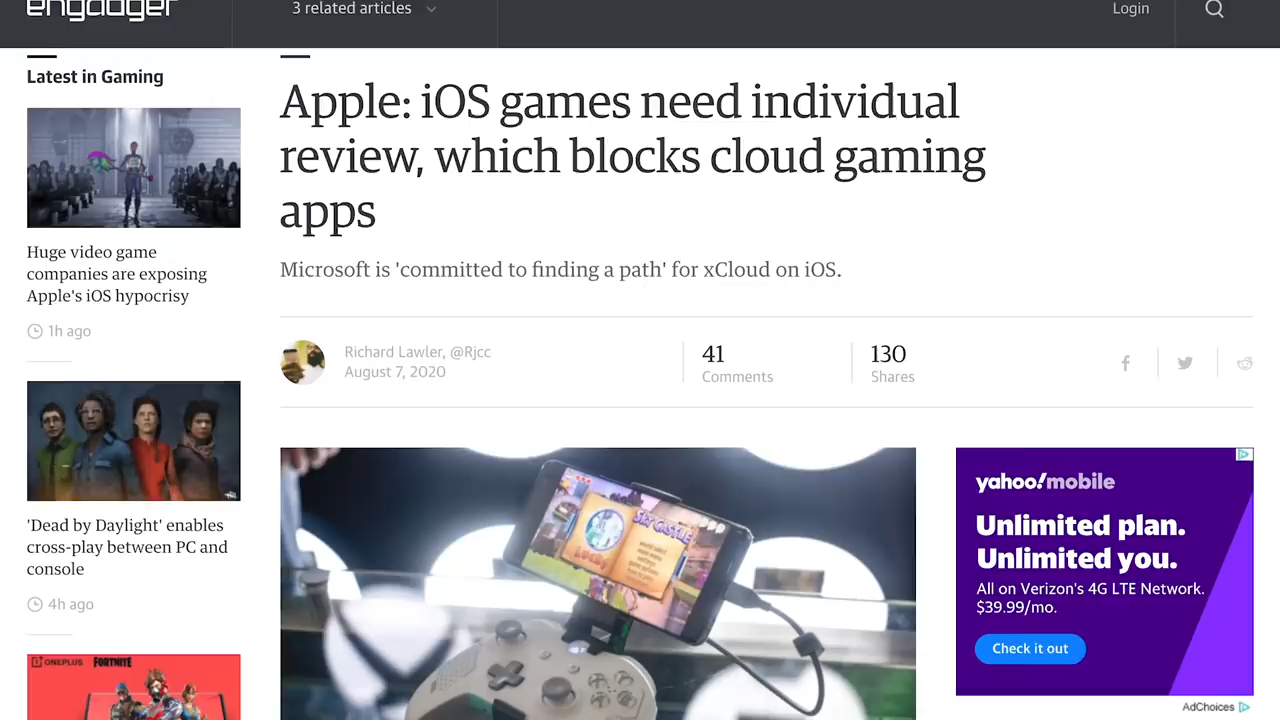 engadget
3 related articles
Login
Latest in Gaming
Huge video game
companies are exposing
Apple's iOS hypocrisy
1h ago
'Dead by Daylight' enables
cross-play between PC and
console
4h ago
ONEPLUS FORTNITE
Apple: iOS games need individual
review, which blocks cloud gaming
apps
Microsoft is 'committed to finding a path' for xCloud on iOS.
Richard Lawler, @Rjcc
August 7, 2020
41
Comments
130
Shares
SKY CASTLE
LUCKY
yahoo!mobile
Unlimited plan.
Unlimited you.
All on Verizon's 4G LTE Network.
$39.99/mo.
Check it out
AdChoices